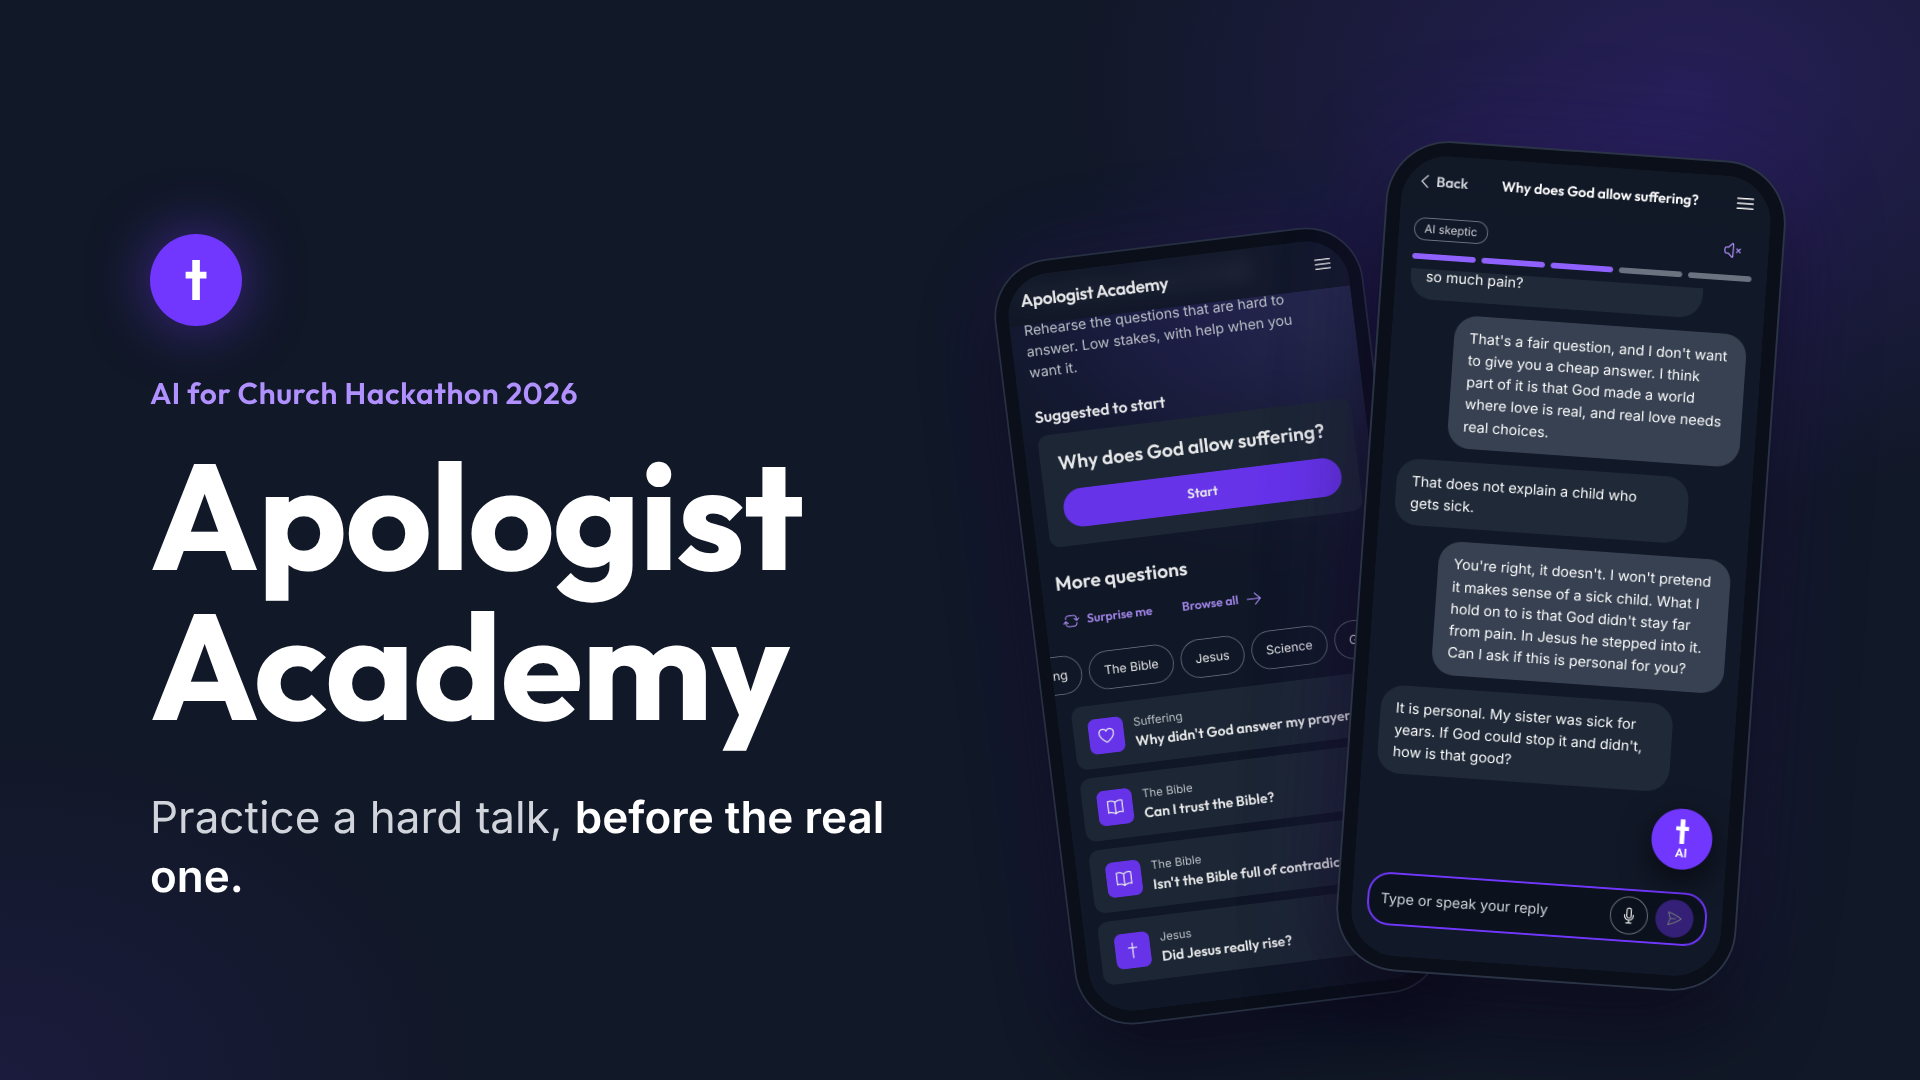 AI for Church Hackathon 2026
Apologist
Academy
Practice a hard talk, before the real
one.
Apologist Academy
Rehearse the questions that are hard to
answer. Low stakes, with help when you
want it.
Suggested to start
Why does God allow suffering?
Start
More questions
Surprise me
Browse all
ng
The Bible
Jesus
Science
Suffering
Why didn't God answer my prayer
The Bible
Can I trust the Bible?
The Bible
Isn't the Bible full of contradic
Jesus
Did Jesus really rise?
Back
Why does God allow suffering?
AI skeptic
so much pain?
That's a fair question, and I don't want
to give you a cheap answer. I think
part of it is that God made a world
where love is real, and real love needs
real choices.
That does not explain a child who
gets sick.
You're right, it doesn't. I won't pretend
it makes sense of a sick child. What I
hold on to is that God didn't stay far
from pain. In Jesus he stepped into it.
Can I ask if this is personal for you?
It is personal. My sister was sick for
years. If God could stop it and didn't,
how is that good?
AI
Type or speak your reply